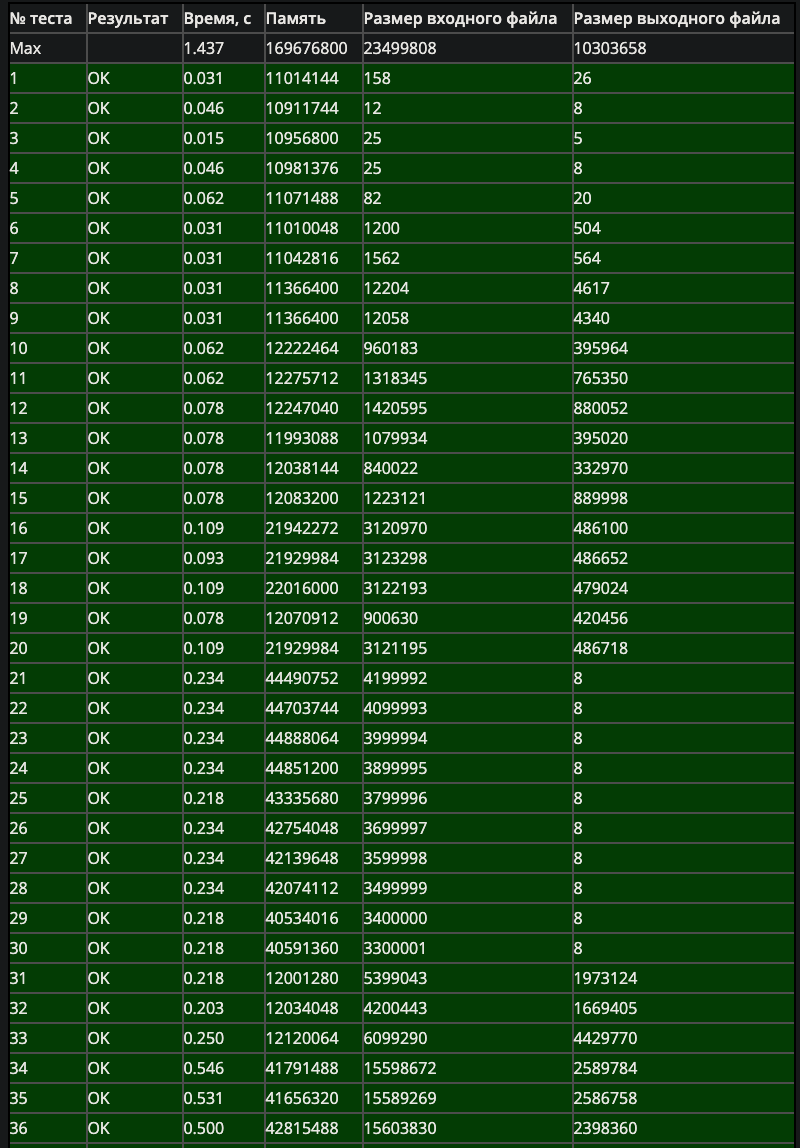 № теста Результат Время, с Память Размер входного файла Размер выходного файла
Max 1.437 169676800 23499808 10303658
1 OK 0.031 11014144 158 26
2 OK 0.046 10911744 12 8
3 OK 0.015 10956800 25 5
4 OK 0.046 10981376 25 8
5 OK 0.062 11071488 82 20
6 OK 0.031 11010048 1200 504
7 OK 0.031 11042816 1562 564
8 OK 0.031 11366400 12204 4617
9 OK 0.031 11366400 12058 4340
10 OK 0.062 12222464 960183 395964
11 OK 0.062 12275712 1318345 765350
12 OK 0.078 12247040 1420595 880052
13 OK 0.078 11993088 1079934 395020
14 OK 0.078 12038144 840022 332970
15 OK 0.078 12083200 1223121 889998
16 OK 0.109 21942272 3120970 486100
17 OK 0.093 21929984 3123298 486652
18 OK 0.109 22016000 3122193 479024
19 OK 0.078 12070912 900630 420456
20 OK 0.109 21929984 3121195 486718
21 OK 0.234 44490752 4199992 8
22 OK 0.234 44703744 4099993 8
23 OK 0.234 44888064 3999994 8
24 OK 0.234 44851200 3899995 8
25 OK 0.218 43335680 3799996 8
26 OK 0.234 42754048 3699997 8
27 OK 0.234 42139648 3599998 8
28 OK 0.234 42074112 3499999 8
29 OK 0.218 40534016 3400000 8
30 OK 0.218 40591360 3300001 8
31 OK 0.218 12001280 5399043 1973124
32 OK 0.203 12034048 4200443 1669405
33 OK 0.250 12120064 6099290 4429770
34 OK 0.546 41791488 15598672 2589784
35 OK 0.531 41656320 15589269 2586758
36 OK 0.500 42815488 15603830 2398360